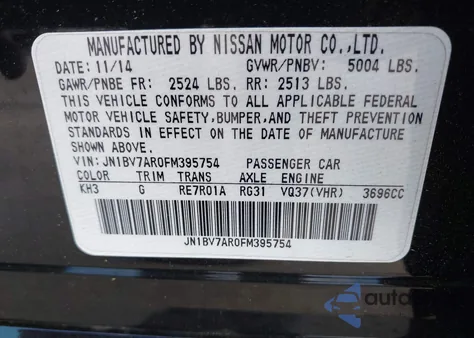 MANUFACTURED BY NISSAN MOTOR CO.,LTD.
DATE: 11/14 GVWR/PNBV: 5004 LBS.
GAWR/PNBE FR: 2524 LBS. RR: 2513 LBS.
THIS VEHICLE CONFORMS TO ALL APPLICABLE FEDERAL
MOTOR VEHICLE SAFETY, BUMPER, AND THEFT PREVENTION
STANDARDS IN EFFECT ON THE DATE OF MANUFACTURE
SHOWN ABOVE.
VIN: JN1BV7AR0FM395754 PASSENGER CAR
COLOR TRIM TRANS AXLE ENGINE
KH3 G RE7R01A RG31 VQ37(VHR) 3696CC
JN1BV7AR0FM395754